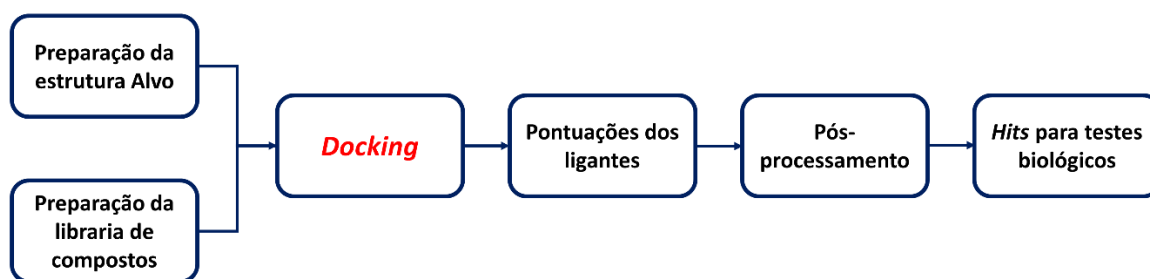 Preparação da
estrutura Alvo
Preparação da
libraria de
compostos
Docking
Pontuações dos
ligantes
Pós-
processamento
Hits para testes
biológicos